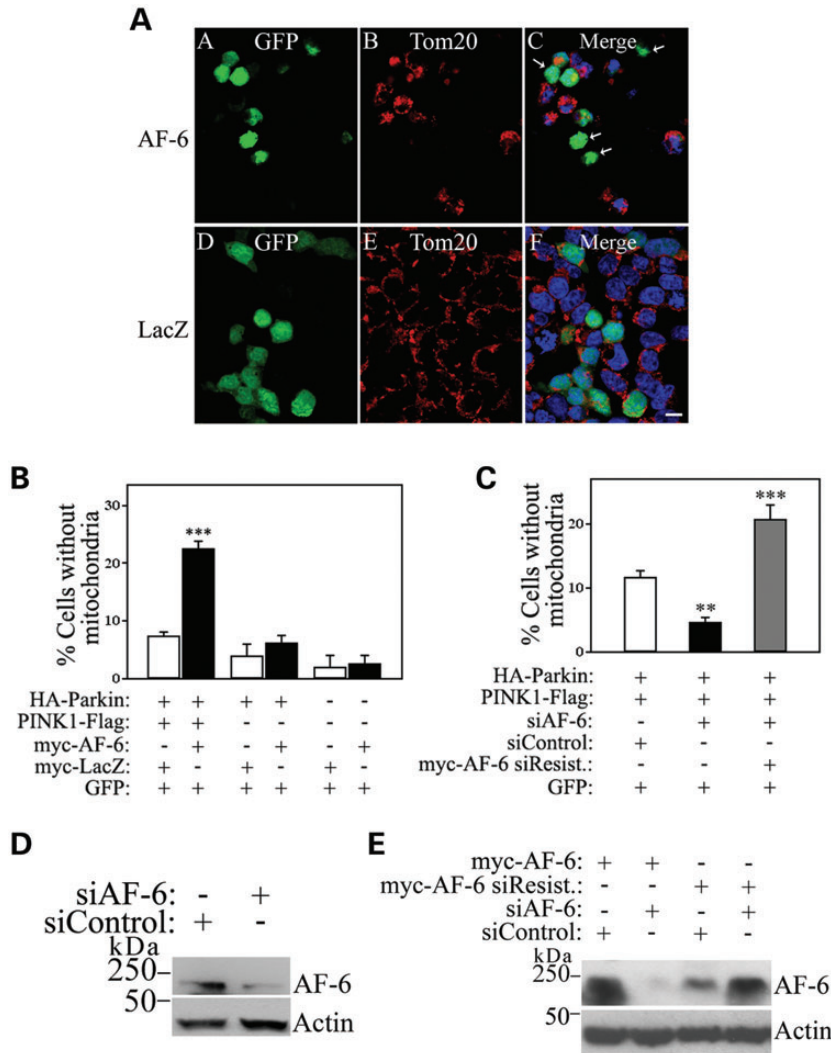 A
A GFP B Tom20 C Merge
AF-6
D GFP E Tom20 F Merge
LacZ
B
% Cells without
mitochondria
30
20
10
0
***
HA-Parkin: + + + + - -
PINK1-Flag: + + - - - -
myc-AF-6: - + - + - +
myc-LacZ: + - + - + -
GFP: + + + + + +
C
% Cells without
mitochondria
20
10
0
**
***
HA-Parkin: + + +
PINK1-Flag: + + +
siAF-6: - + +
siControl: + - -
myc-AF-6 siResist.: - - +
GFP: + + +
D
siAF-6: - +
siControl: + -
kDa
250
50
AF-6
Actin
E
myc-AF-6: + + - -
myc-AF-6 siResist.: - - + +
siAF-6: - + - +
siControl: + - + -
kDa
250
50
AF-6
Actin